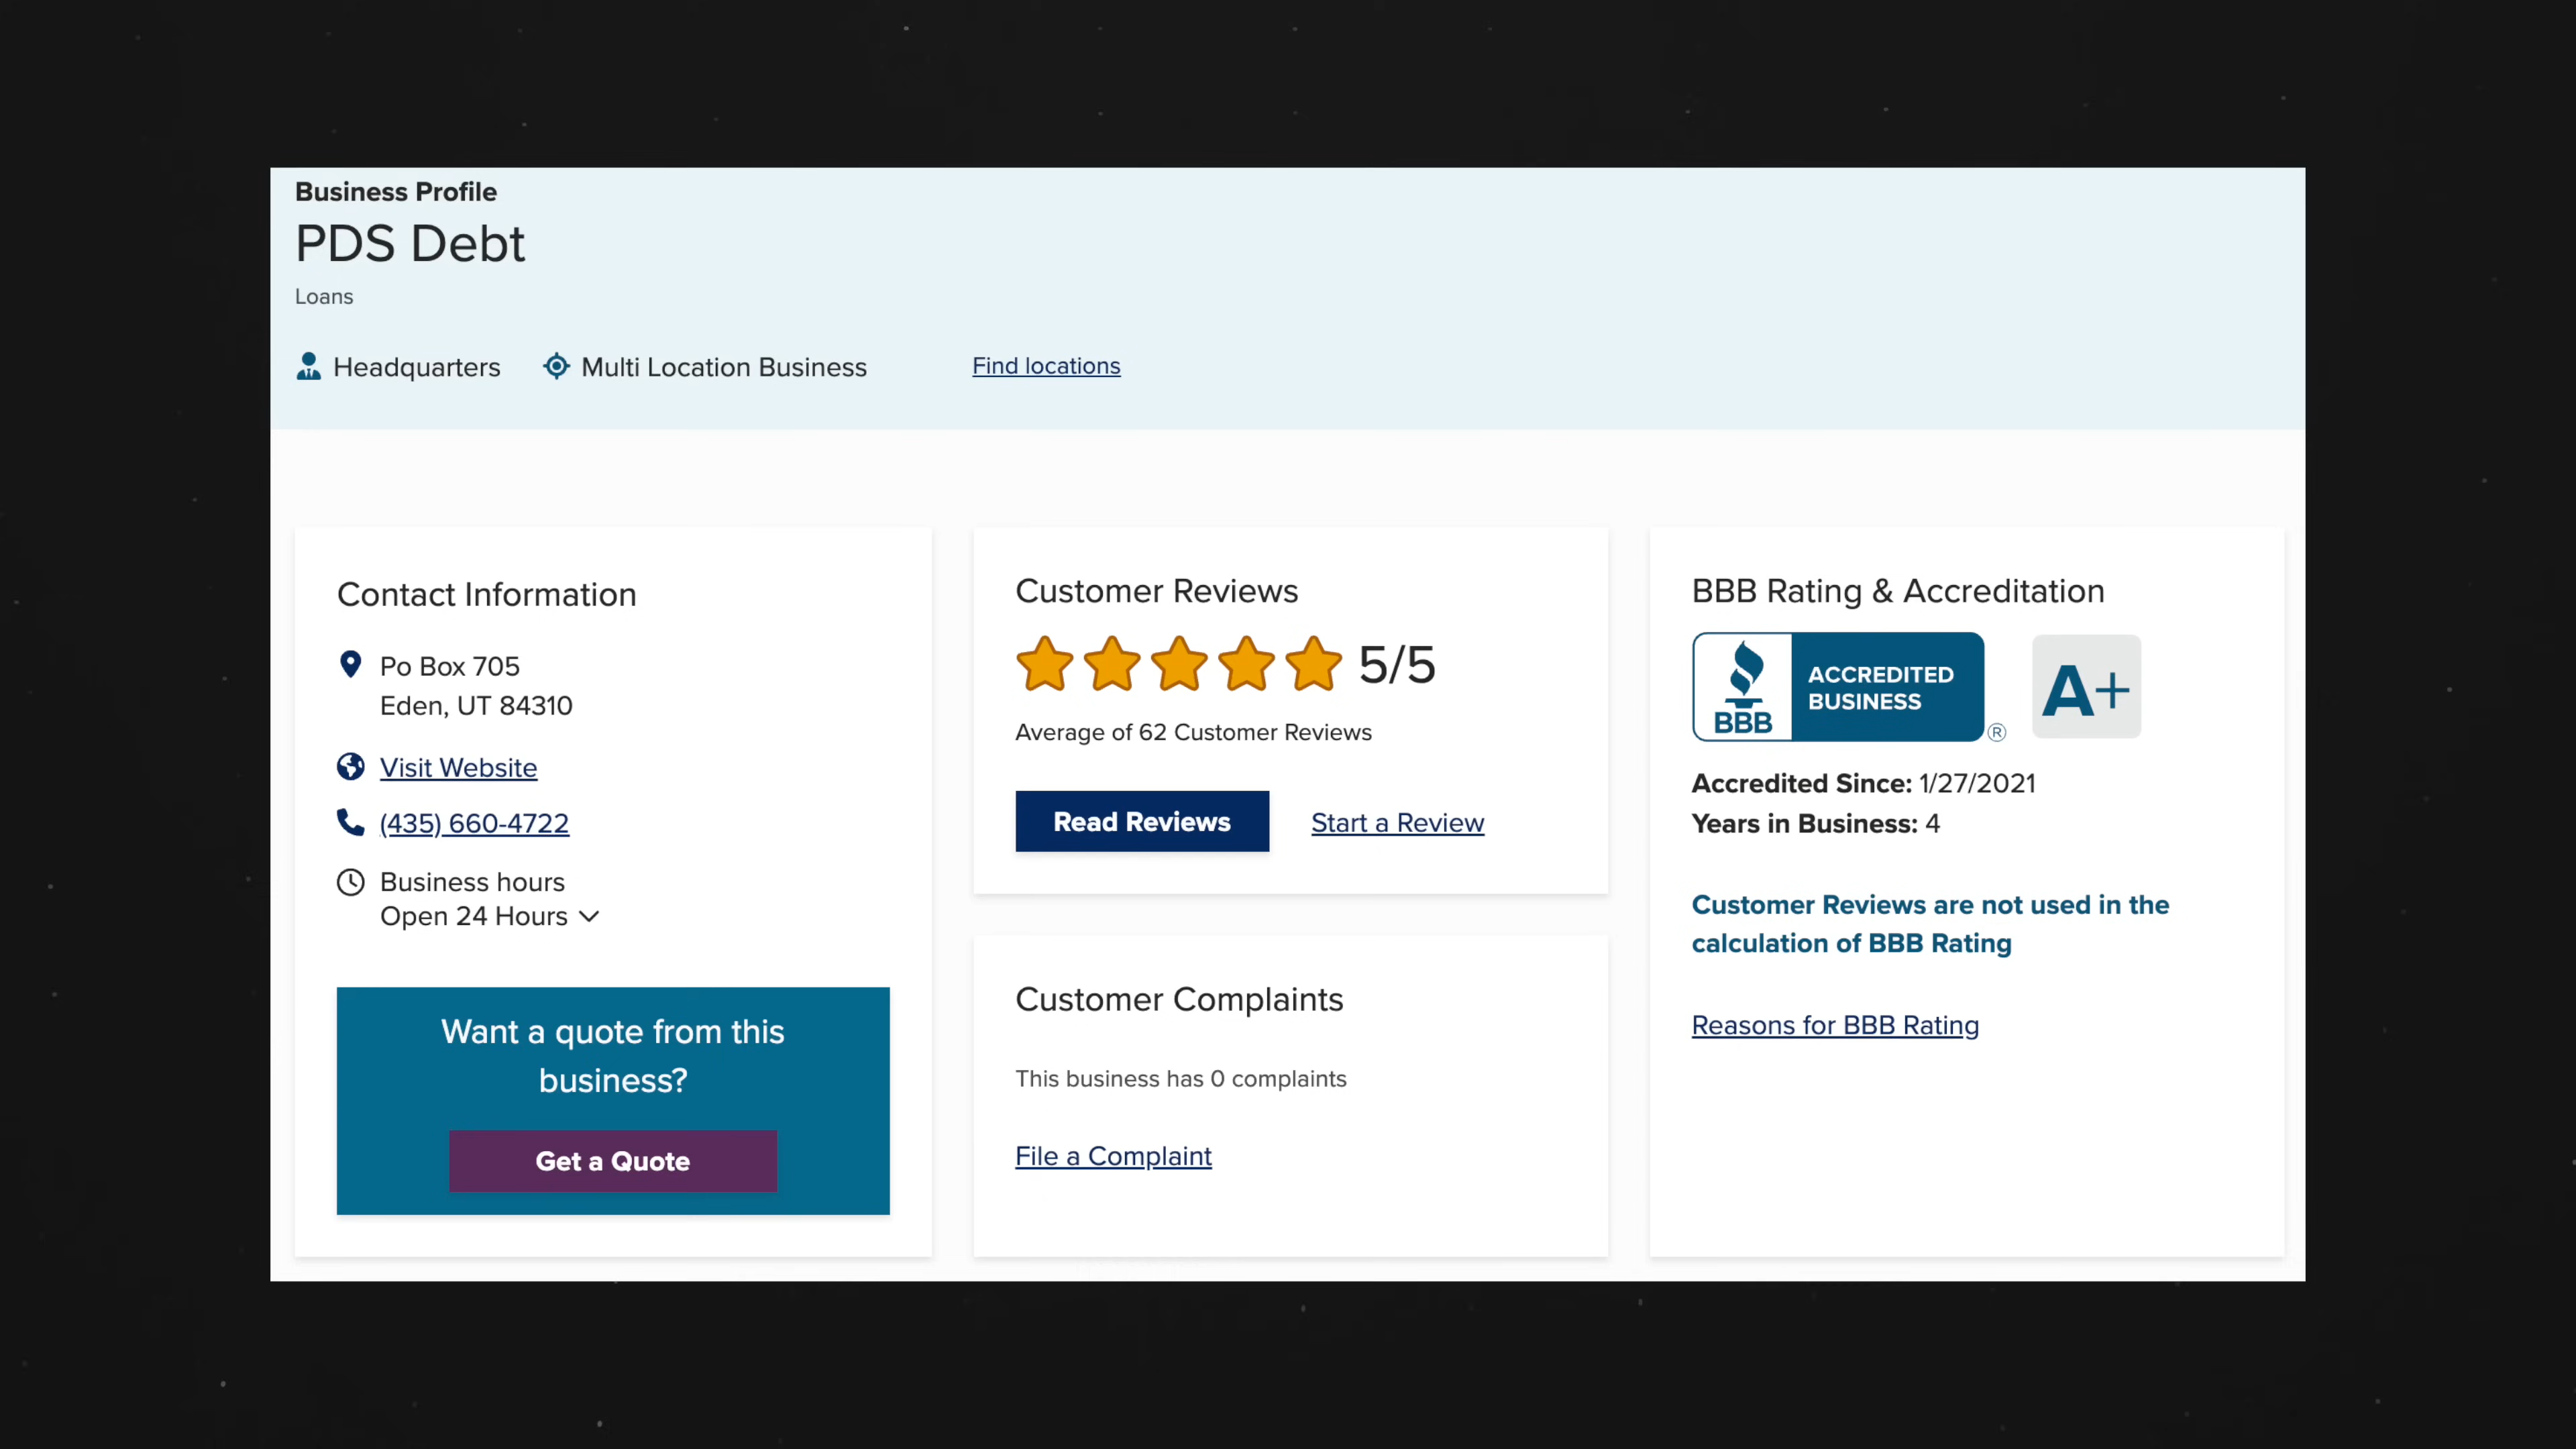 Business Profile
PDS Debt
Loans
Headquarters
Multi Location Business
Find locations
Contact Information
Po Box 705
Eden, UT 84310
Visit Website
(435) 660-4722
Business hours
Open 24 Hours
Want a quote from this
business?
Get a Quote
Customer Reviews
5/5
Average of 62 Customer Reviews
Read Reviews
Start a Review
Customer Complaints
This business has 0 complaints
File a Complaint
BBB Rating & Accreditation
BBB
ACCREDITED
BUSINESS
®
A+
Accredited Since: 1/27/2021
Years in Business: 4
Customer Reviews are not used in the
calculation of BBB Rating
Reasons for BBB Rating